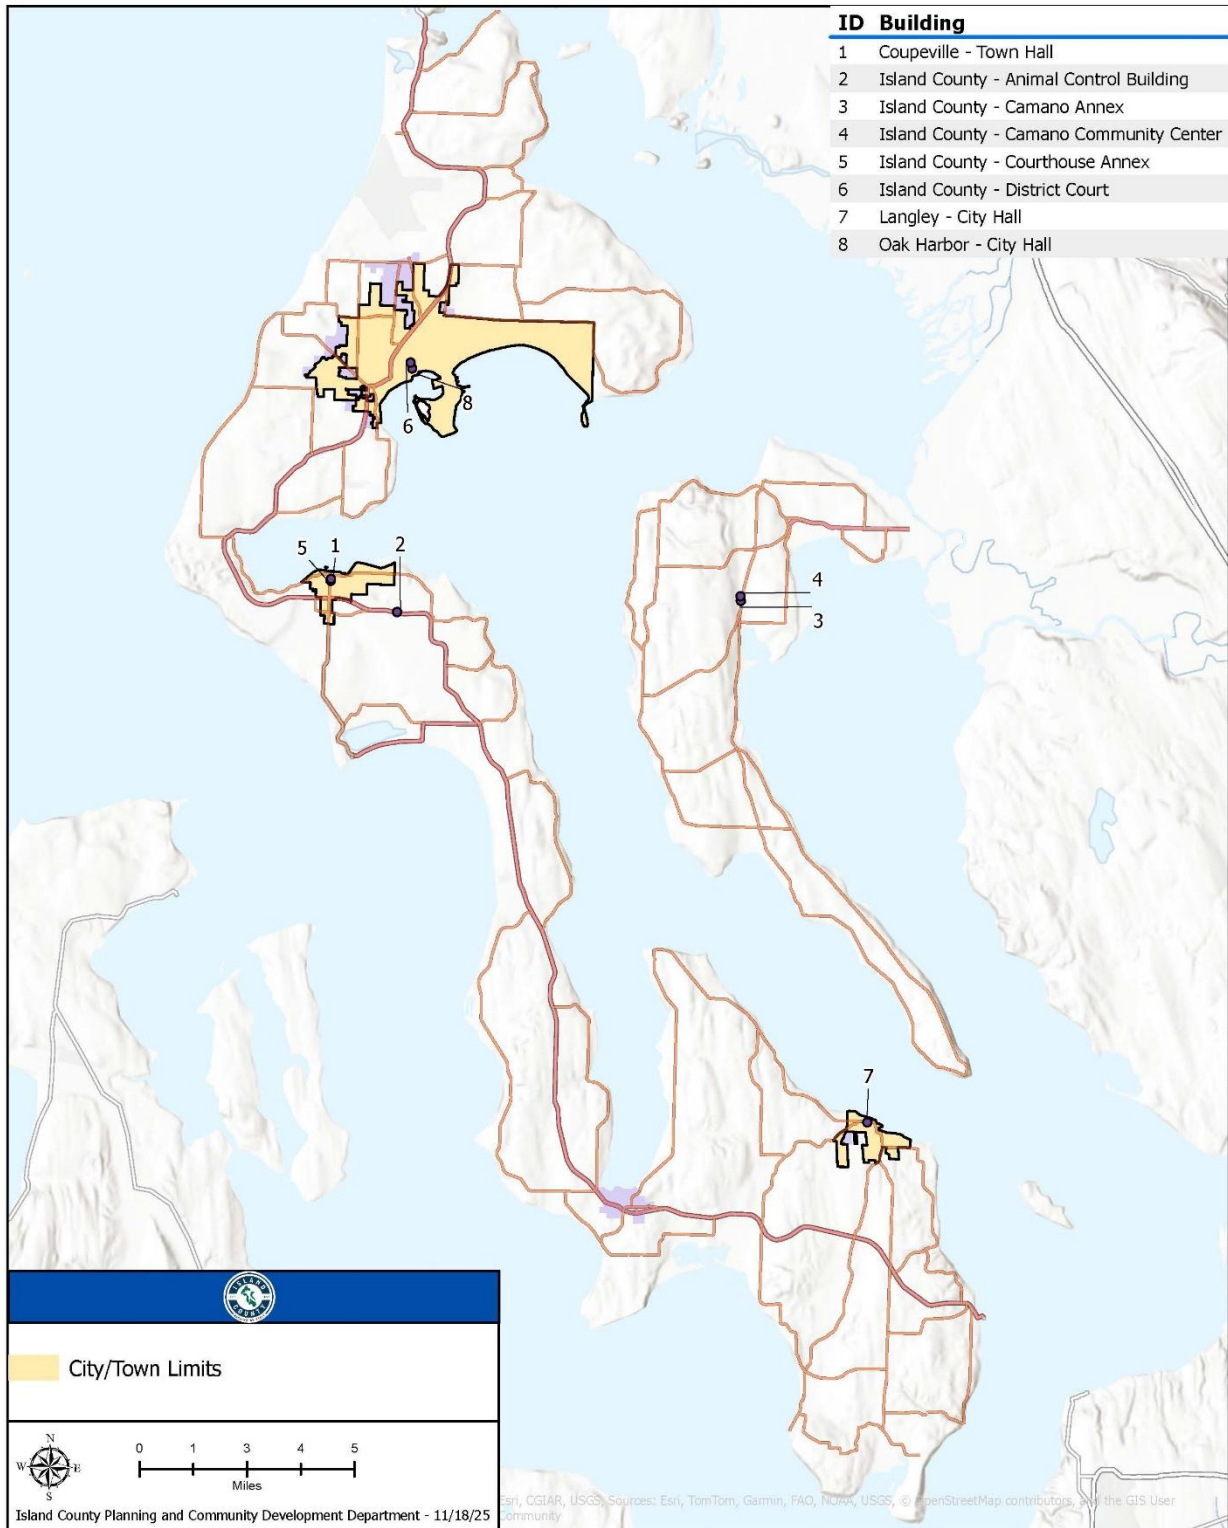 ID Building
1 Coupeville - Town Hall
2 Island County - Animal Control Building
3 Island County - Camano Annex
4 Island County - Camano Community Center
5 Island County - Courthouse Annex
6 Island County - District Court
7 Langley - City Hall
8 Oak Harbor - City Hall
8
6
5 1 2
4
3
7
ISLAND
COUNTY
City/Town Limits
N
W E
S
0 1 3 4 5
Miles
Esri, CGIAR, USGS, Sources: Esri, TomTom, Garmin, FAO, NOAA, USGS, © OpenStreetMap contributors, and the GIS User
Community
Island County Planning and Community Development Department - 11/18/25